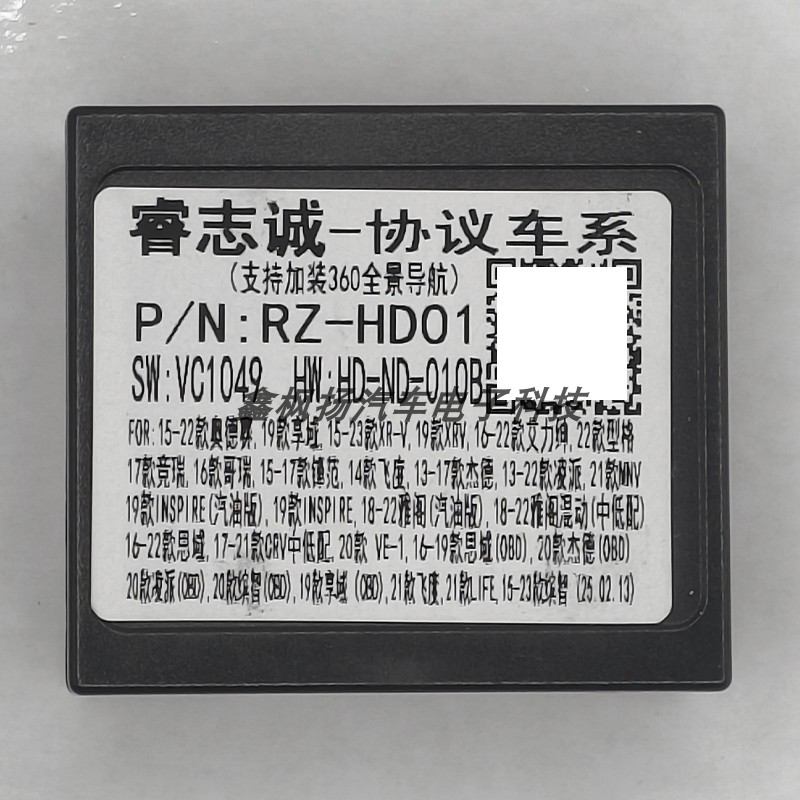 睿志诚-协议车系
(支持加装360全景导航)
P/N:RZ-HD01
SW:VC1049 HW:HD-ND-010B
鑫枫扬汽车电子科技
FOR:15-22款奥德赛,19款享域,15-23款XR-V,19款XRV,16-22款艾力绅,22款型格
17款竞瑞,16款哥瑞,15-17款锋范,14款飞度,13-17款杰德,13-22凌派,21款MNV
19款INSPIRE(汽油版),19款INSPIRE,18-22雅阁(汽油版),18-22雅阁混动(中低配)
16-22款思域,17-21款CRV中低配,20款 VE-1,16-19款思域(OBD),20款杰德(OBD)
20款凌派(OBD),20款缤智(OBD),19款享域(OBD),21款飞度,21款LIFE,15-23款缤智 (25.02.13)